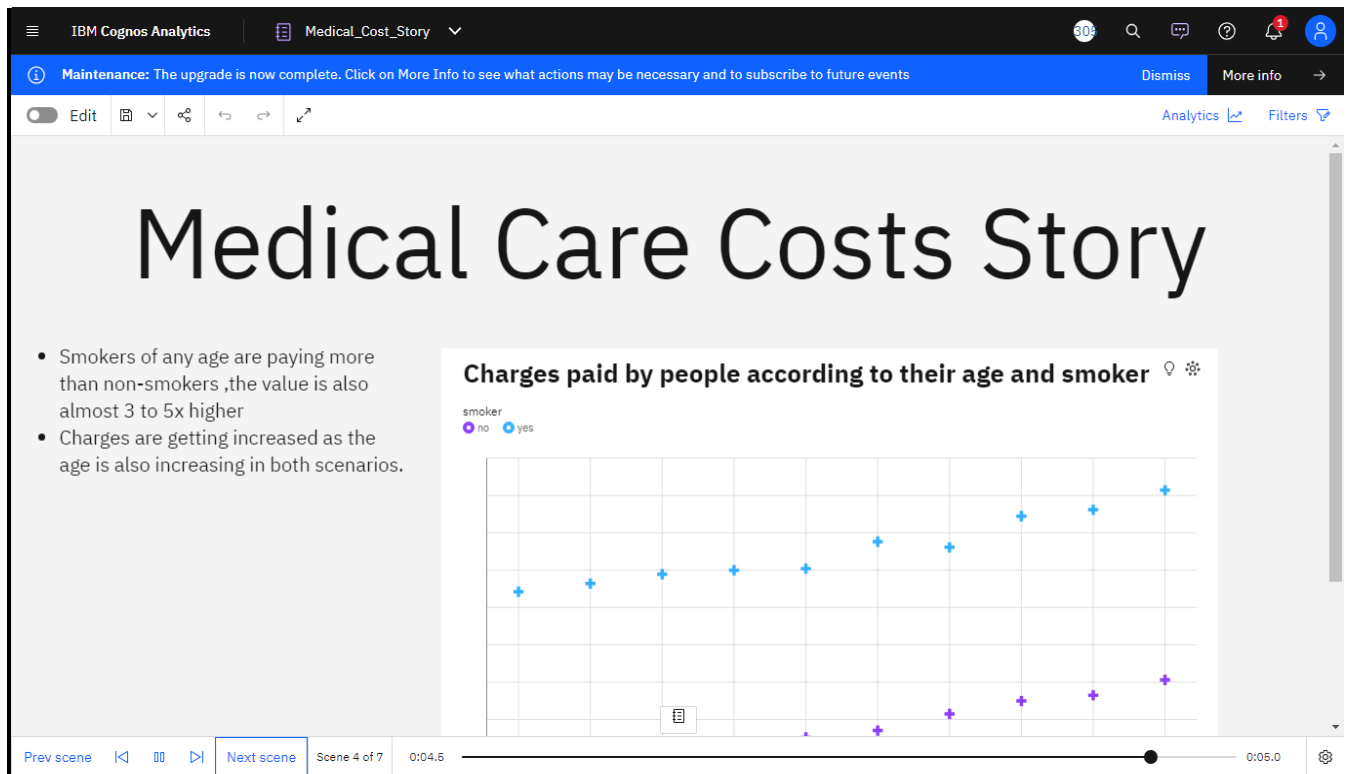 IBM Cognos Analytics
Medical_Cost_Story
305
1
Maintenance: The upgrade is now complete. Click on More Info to see what actions may be necessary and to subscribe to future events
Dismiss
More info
Edit
Analytics
Filters
Medical Care Costs Story
Smokers of any age are paying more
than non-smokers ,the value is also
almost 3 to 5x higher
Charges are getting increased as the
age is also increasing in both scenarios.
Charges paid by people according to their age and smoker
smoker
no yes
Prev scene
Next scene
Scene 4 of 7
0:04.5
0:05.0